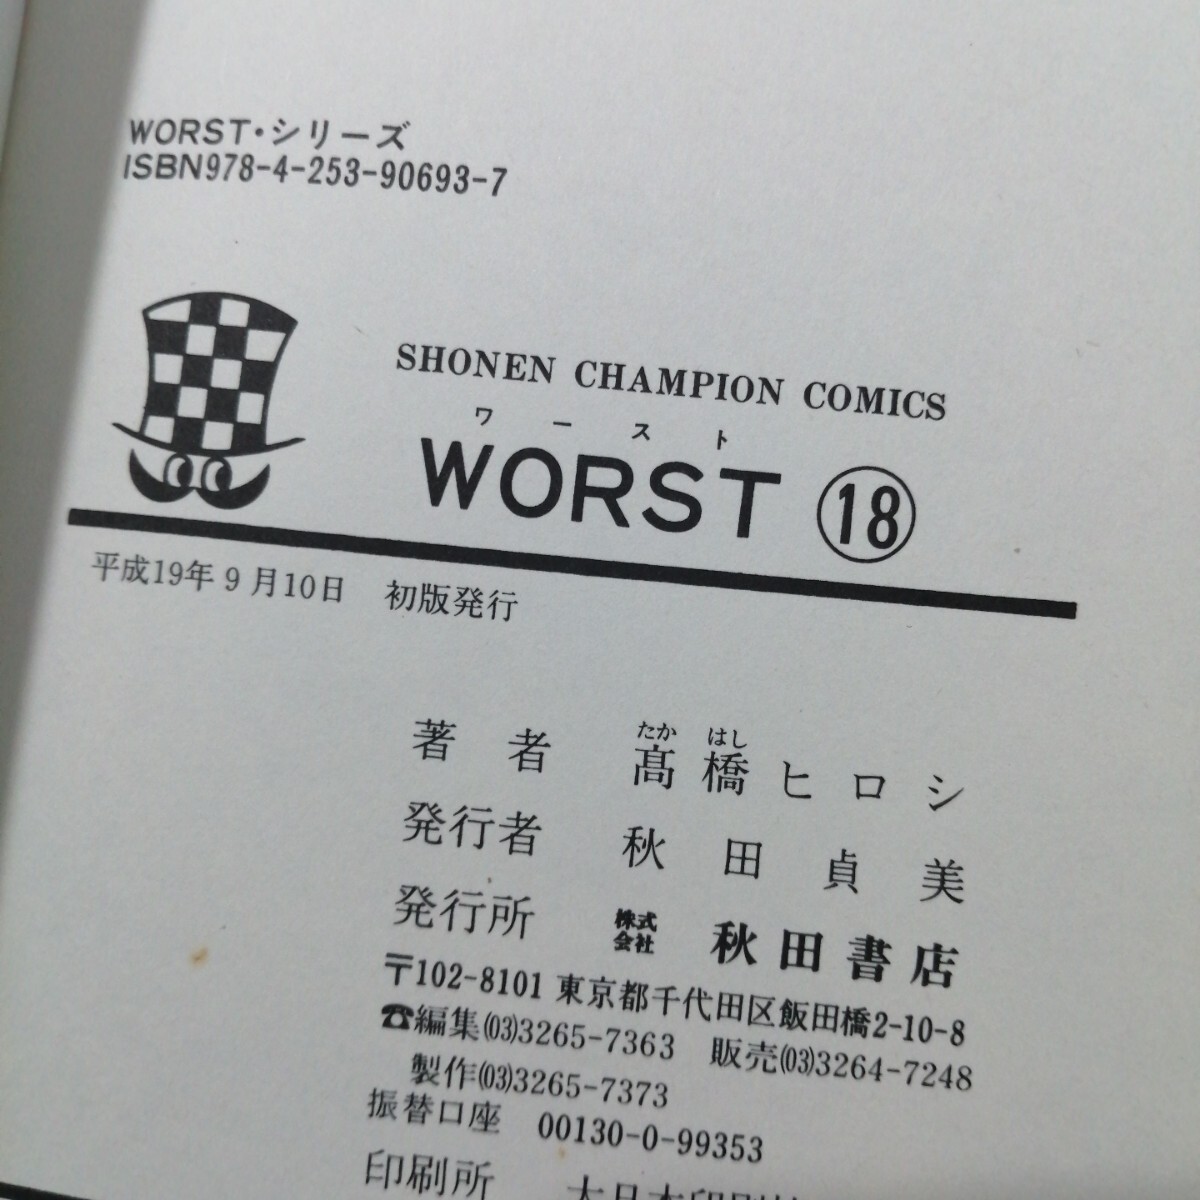 WORST・シリーズ
ISBN978-4-253-90693-7
SHONEN CHAMPION COMICS
ワースト
WORST ⑱
平成19年9月10日 初版発行
たか はし
著者 髙橋ヒロシ
発行者 秋田貞美
発行所 株式会社 秋田書店
〒102-8101 東京都千代田区飯田橋2-10-8
☎編集(03)3265-7363 販売(03)3264-7248
製作(03)3265-7373
振替口座 00130-0-99353
印刷所 大日本印刷